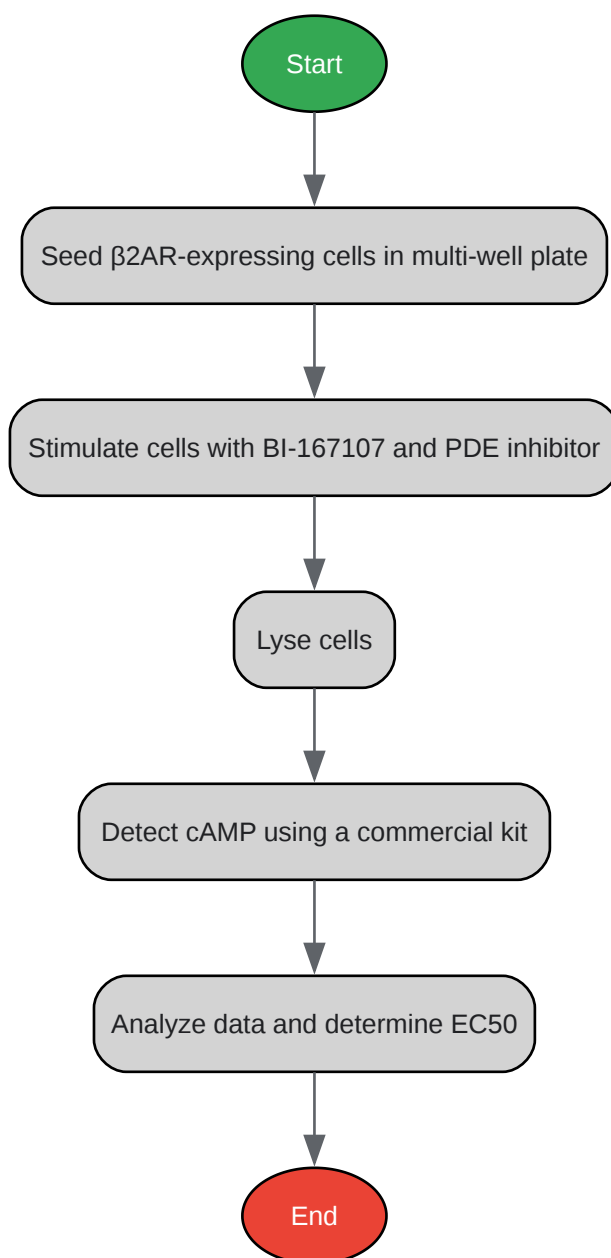 Start
Seed β2AR-expressing cells in multi-well plate
Stimulate cells with BI-167107 and PDE inhibitor
Lyse cells
Detect cAMP using a commercial kit
Analyze data and determine EC50
End